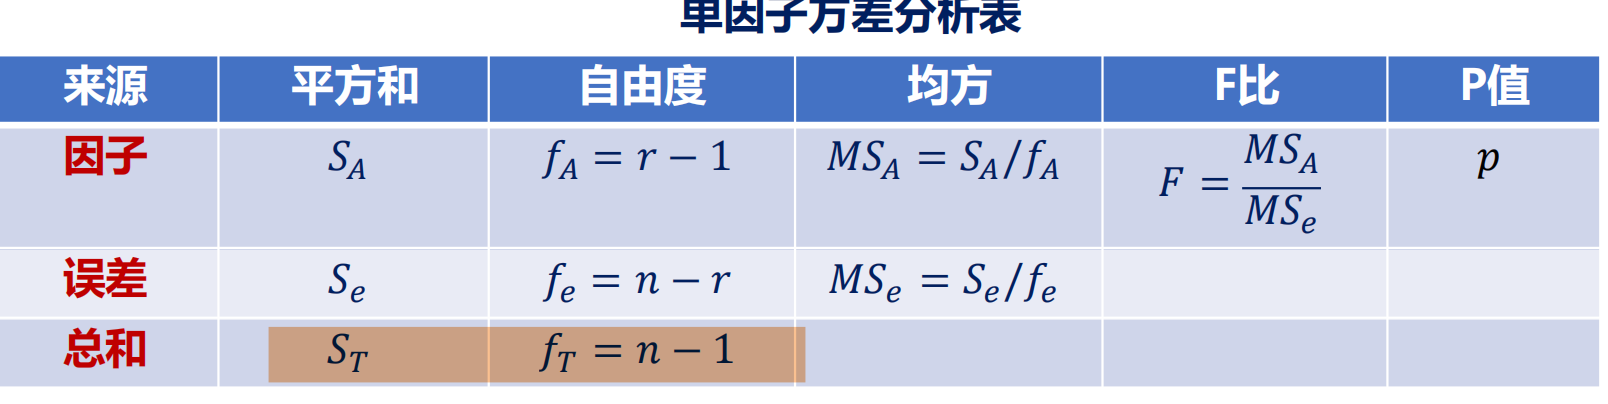 单因子方差分析表
来源 平方和 自由度 均方 F比 P值
因子 S_A f_A = r − 1 MS_A = S_A/f_A F = MS_A/MS_e p
误差 S_e f_e = n − r MS_e = S_e/f_e
总和 S_T f_T = n − 1